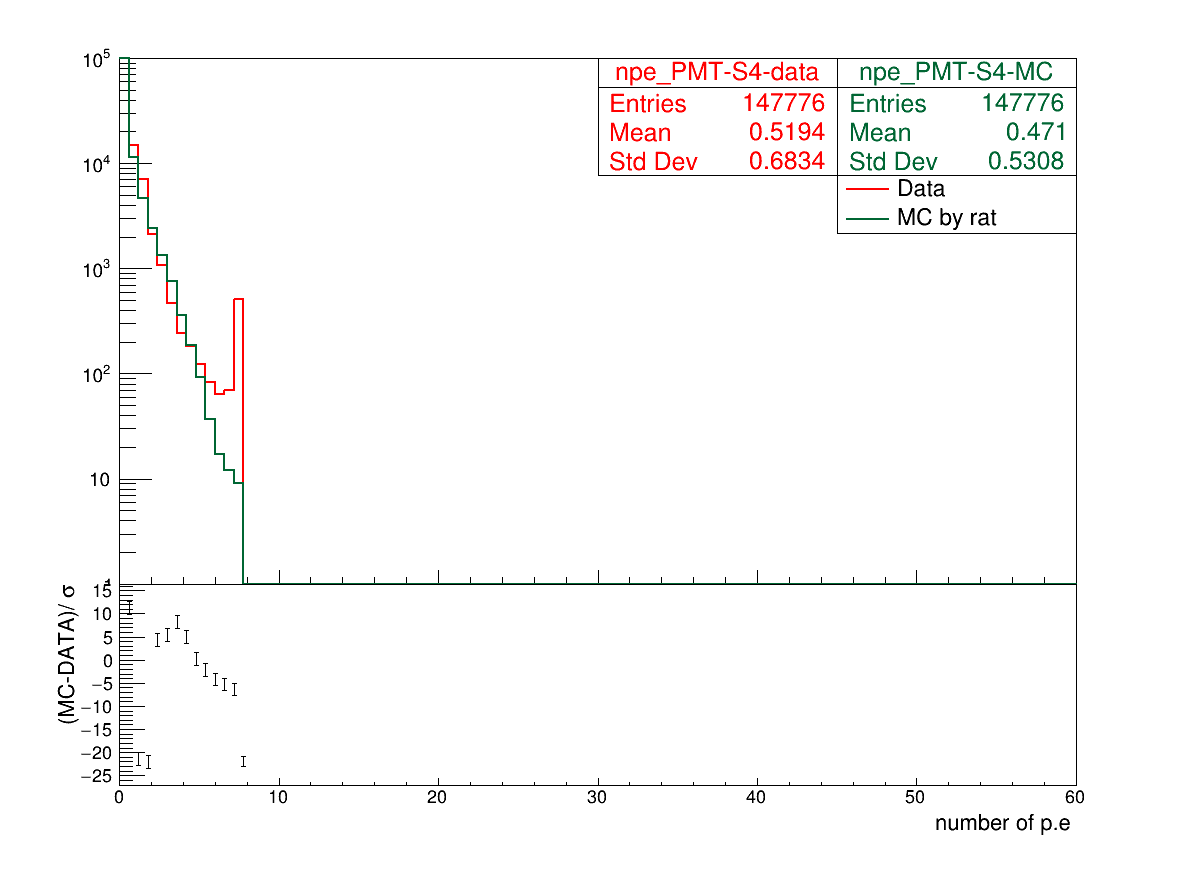 10^5
10^4
10^3
10^2
10
1
npe_PMT-S4-data
Entries 147776
Mean 0.5194
Std Dev 0.6834
npe_PMT-S4-MC
Entries 147776
Mean 0.471
Std Dev 0.5308
Data
MC by rat
(MC-DATA)/ σ
15
10
5
0
−5
−10
−15
−20
−25
0 10 20 30 40 50 60
number of p.e